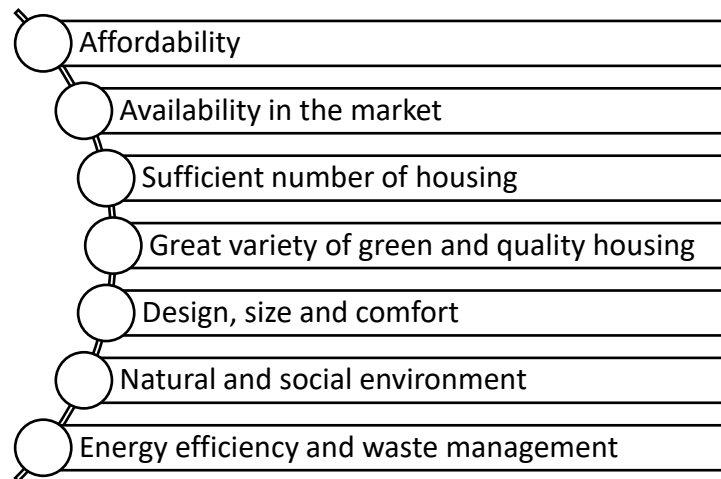 Affordability
Availability in the market
Sufficient number of housing
Great variety of green and quality housing
Design, size and comfort
Natural and social environment
Energy efficiency and waste management